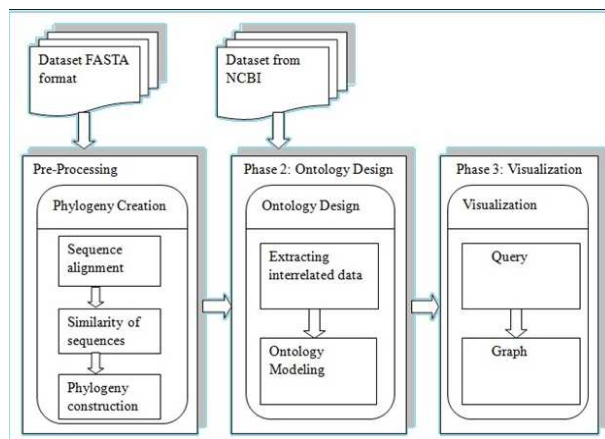 Dataset FASTA
format
Dataset from
NCBI
Pre-Processing
Phylogeny Creation
Sequence
alignment
Similarity of
sequences
Phylogeny
construction
Phase 2: Ontology Design
Ontology Design
Extracting
interrelated data
Ontology
Modeling
Phase 3: Visualization
Visualization
Query
Graph